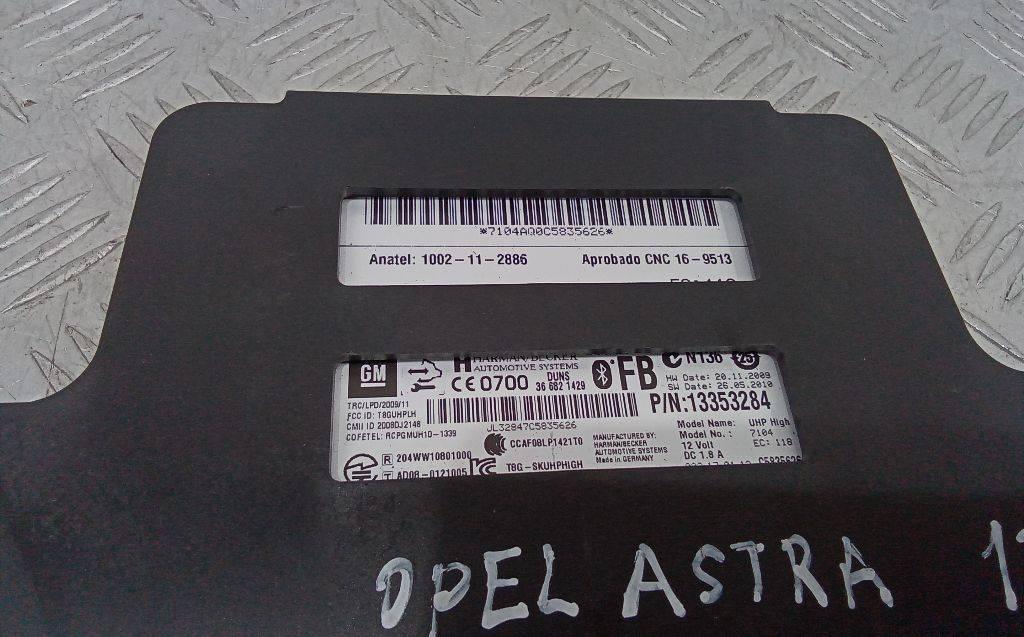 *7104AQ0C5835626*
Anatel: 1002-11-2886 Aprobado CNC 16-9513
GM
HARMAN/BECKER
AUTOMOTIVE SYSTEMS
CE 0700
DUNS
36 682 1429
FB
N136
25
HW Date: 20.11.2009
SW Date: 26.05.2010
TRC/LPD/2009/11
FCC ID: T8GUHPLH
CMII ID 2008DJ2148
COFETEL: RCPGMUH10-1339
JL32847C5835626
P/N:13353284
R 204WW10801000
T AD08-0121005
CCAF08LP1421T0
T8G-SKUHPHIGH
MANUFACTURED BY:
HARMAN/BECKER
AUTOMOTIVE SYSTEMS
Made in GERMANY
Model Name: UHP High
Model No.: 7104
12 Volt EC: 118
DC 1.8 A
C5835626
OPEL ASTRA